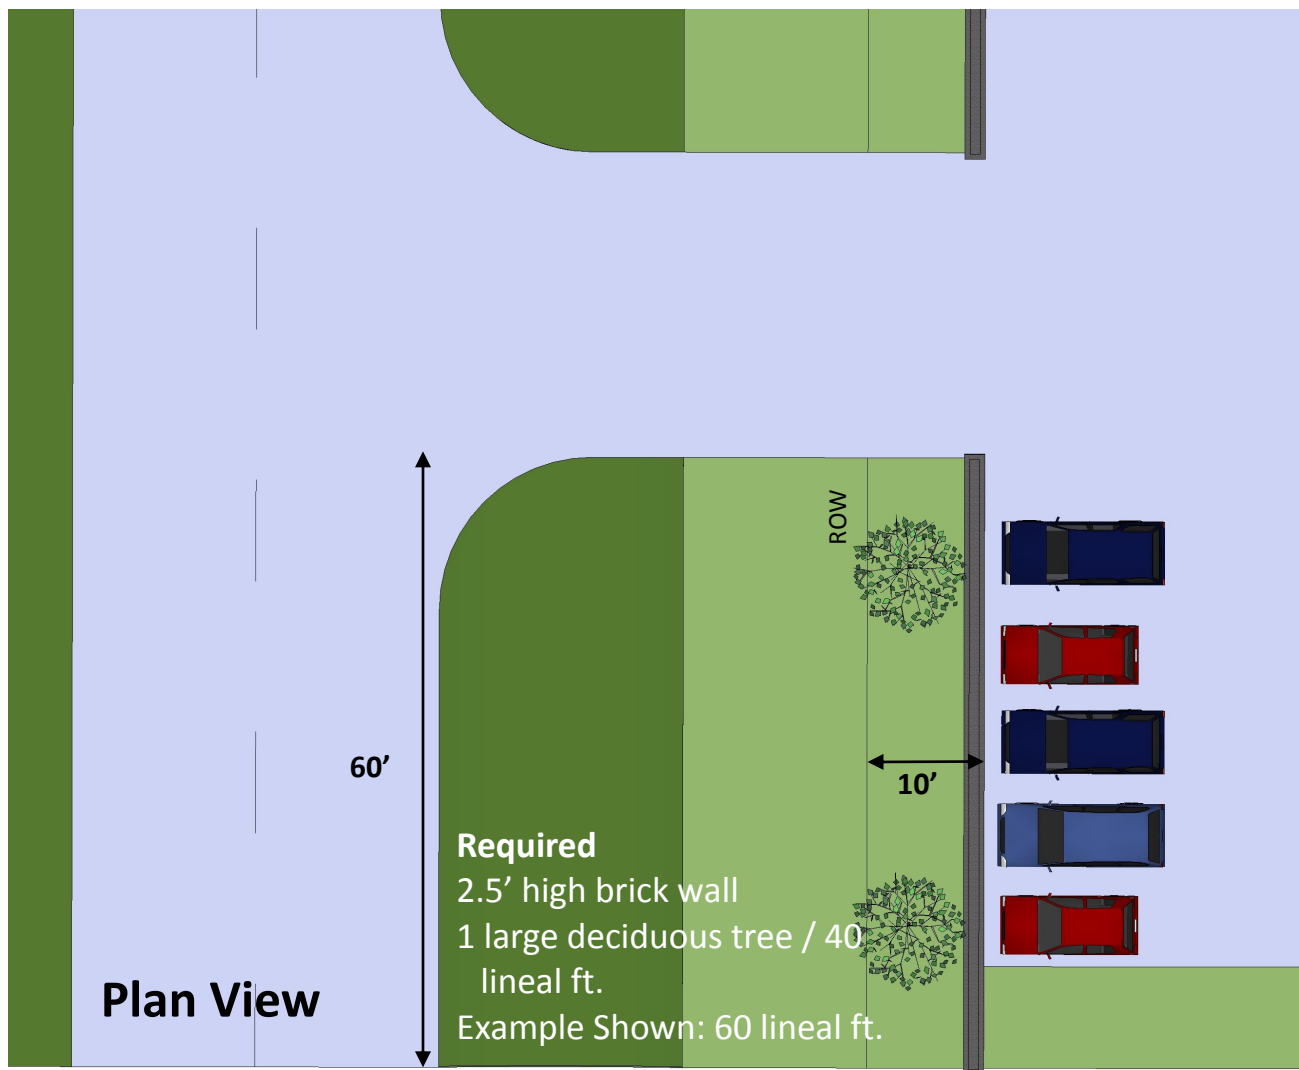 ROW
60’
10’
Required
2.5’ high brick wall
1 large deciduous tree / 40
lineal ft.
Example Shown: 60 lineal ft.
Plan View